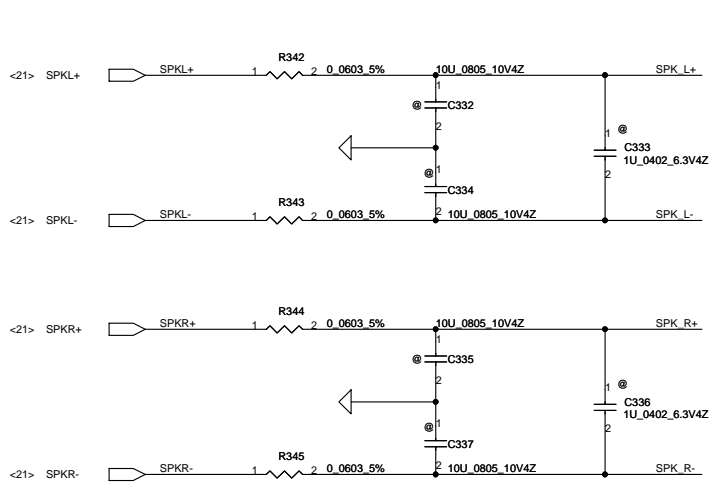 R342
<21> SPKL+ SPKL+ 1 2 0_0603_5% 10U_0805_10V4Z SPK_L+
1
@ C332
2
1 @
C333
1U_0402_6.3V4Z
2
1
@
C334
2
R343
<21> SPKL- SPKL- 1 2 0_0603_5% 10U_0805_10V4Z SPK_L-
R344
<21> SPKR+ SPKR+ 1 2 0_0603_5% 10U_0805_10V4Z SPK_R+
1
@ C335
2
1 @
C336
1U_0402_6.3V4Z
2
1
@
C337
2
R345
<21> SPKR- SPKR- 1 2 0_0603_5% 10U_0805_10V4Z SPK_R-